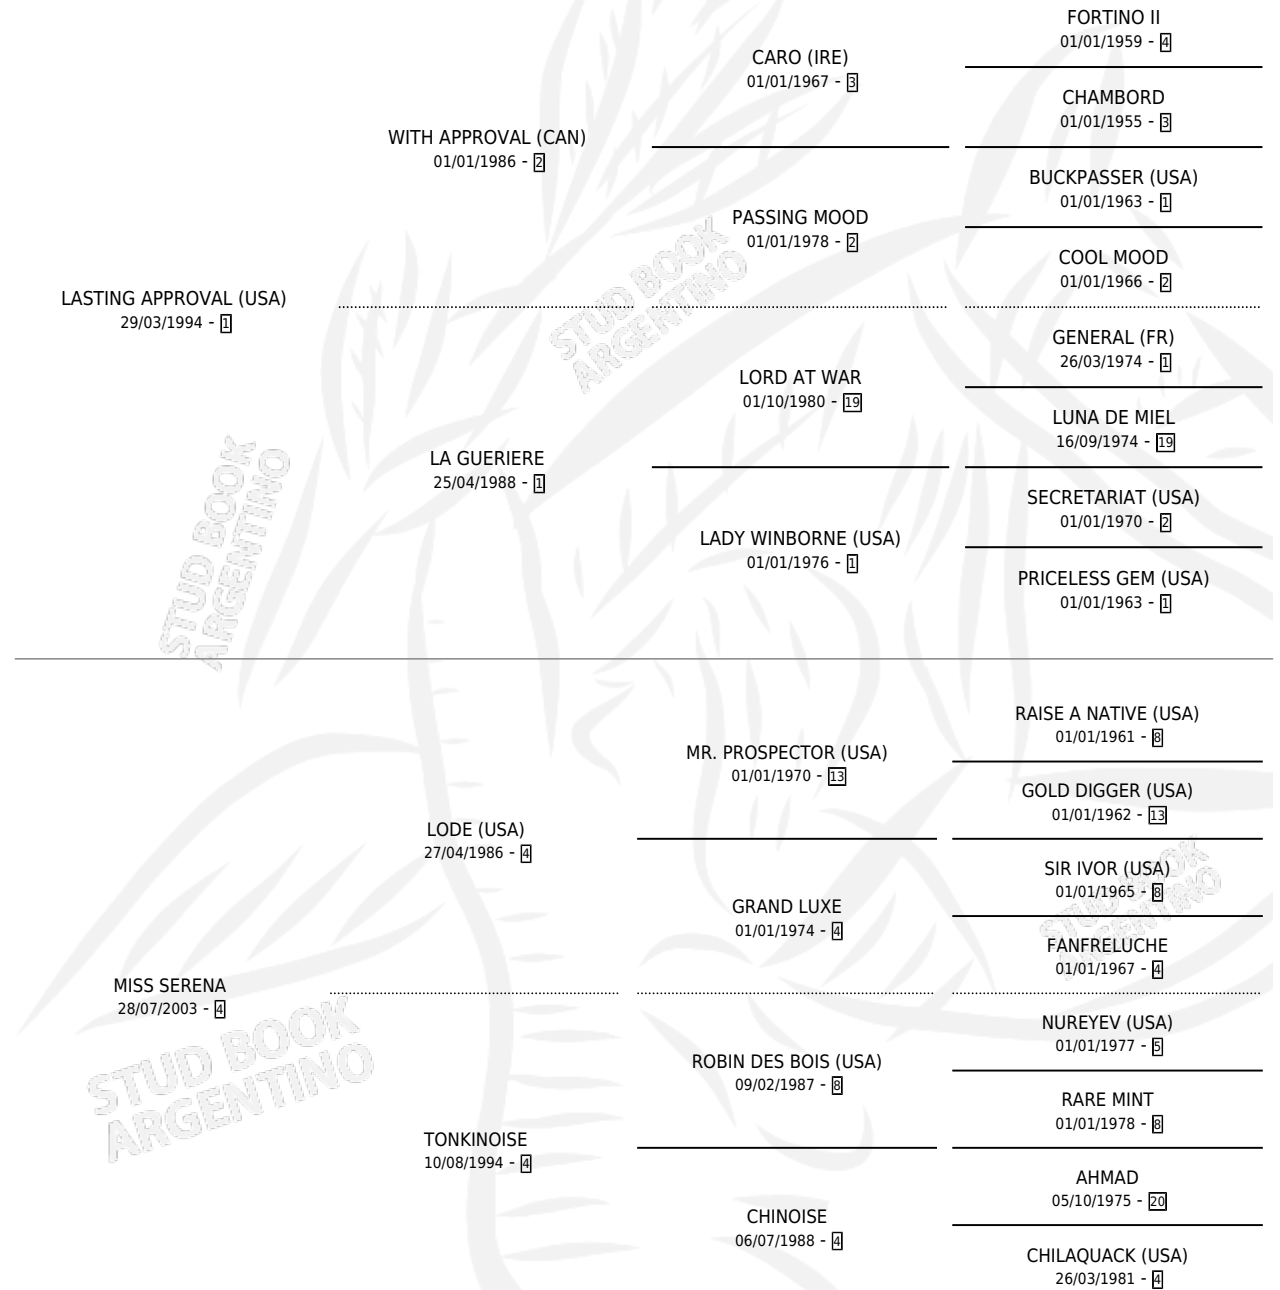 FORTINO II
01/01/1959 - 4
CARO (IRE)
01/01/1967 - 3
CHAMBORD
01/01/1955 - 3
WITH APPROVAL (CAN)
01/01/1986 - 2
BUCKPASSER (USA)
01/01/1963 - 1
PASSING MOOD
01/01/1978 - 2
COOL MOOD
01/01/1966 - 2
LASTING APPROVAL (USA)
29/03/1994 - 1
GENERAL (FR)
26/03/1974 - 1
LORD AT WAR
01/10/1980 - 19
LUNA DE MIEL
16/09/1974 - 19
LA GUERIERE
25/04/1988 - 1
SECRETARIAT (USA)
01/01/1970 - 2
LADY WINBORNE (USA)
01/01/1976 - 1
PRICELESS GEM (USA)
01/01/1963 - 1
STUD BOOK
ARGENTINO
STUD BOOK
ARGENTINO
RAISE A NATIVE (USA)
01/01/1961 - 8
MR. PROSPECTOR (USA)
01/01/1970 - 13
GOLD DIGGER (USA)
01/01/1962 - 13
LODE (USA)
27/04/1986 - 4
SIR IVOR (USA)
01/01/1965 - 8
GRAND LUXE
01/01/1974 - 4
FANFRELUCHE
01/01/1967 - 4
MISS SERENA
28/07/2003 - 4
NUREYEV (USA)
01/01/1977 - 5
ROBIN DES BOIS (USA)
09/02/1987 - 8
RARE MINT
01/01/1978 - 8
TONKINOISE
10/08/1994 - 4
AHMAD
05/10/1975 - 20
CHINOISE
06/07/1988 - 4
CHILAQUACK (USA)
26/03/1981 - 4
STUD BOOK
ARGENTINO
STUD BOOK
ARGENTINO